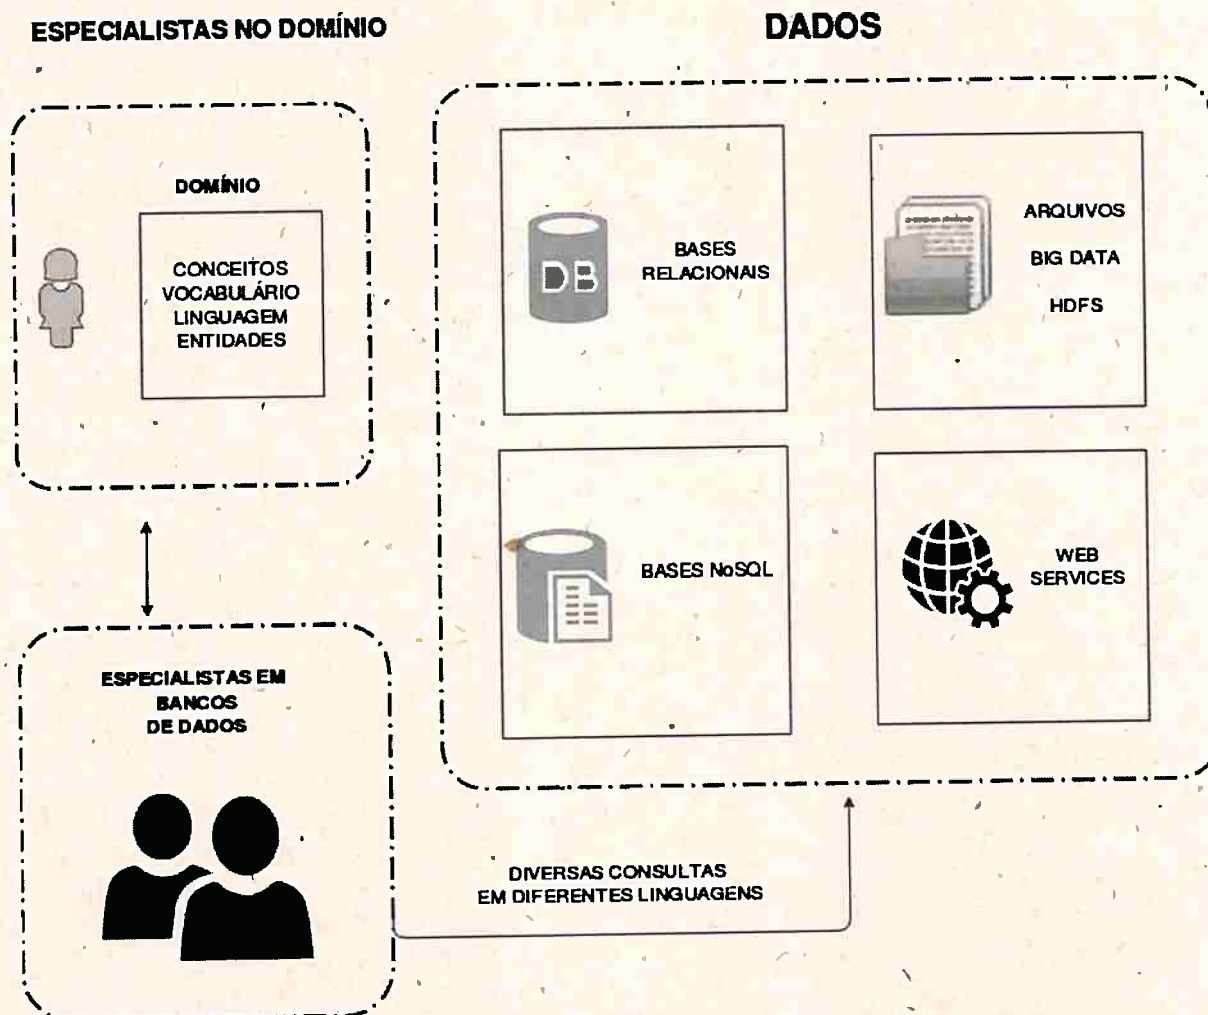 ESPECIALISTAS NO DOMÍNIO
DOMÍNIO
CONCEITOS
VOCABULÁRIO
LINGUAGEM
ENTIDADES
ESPECIALISTAS EM
BANCOS
DE DADOS
DADOS
DB
BASES
RELACIONAIS
ARQUIVOS
BIG DATA
HDFS
BASES NoSQL
WEB
SERVICES
DIVERSAS CONSULTAS
EM DIFERENTES LINGUAGENS